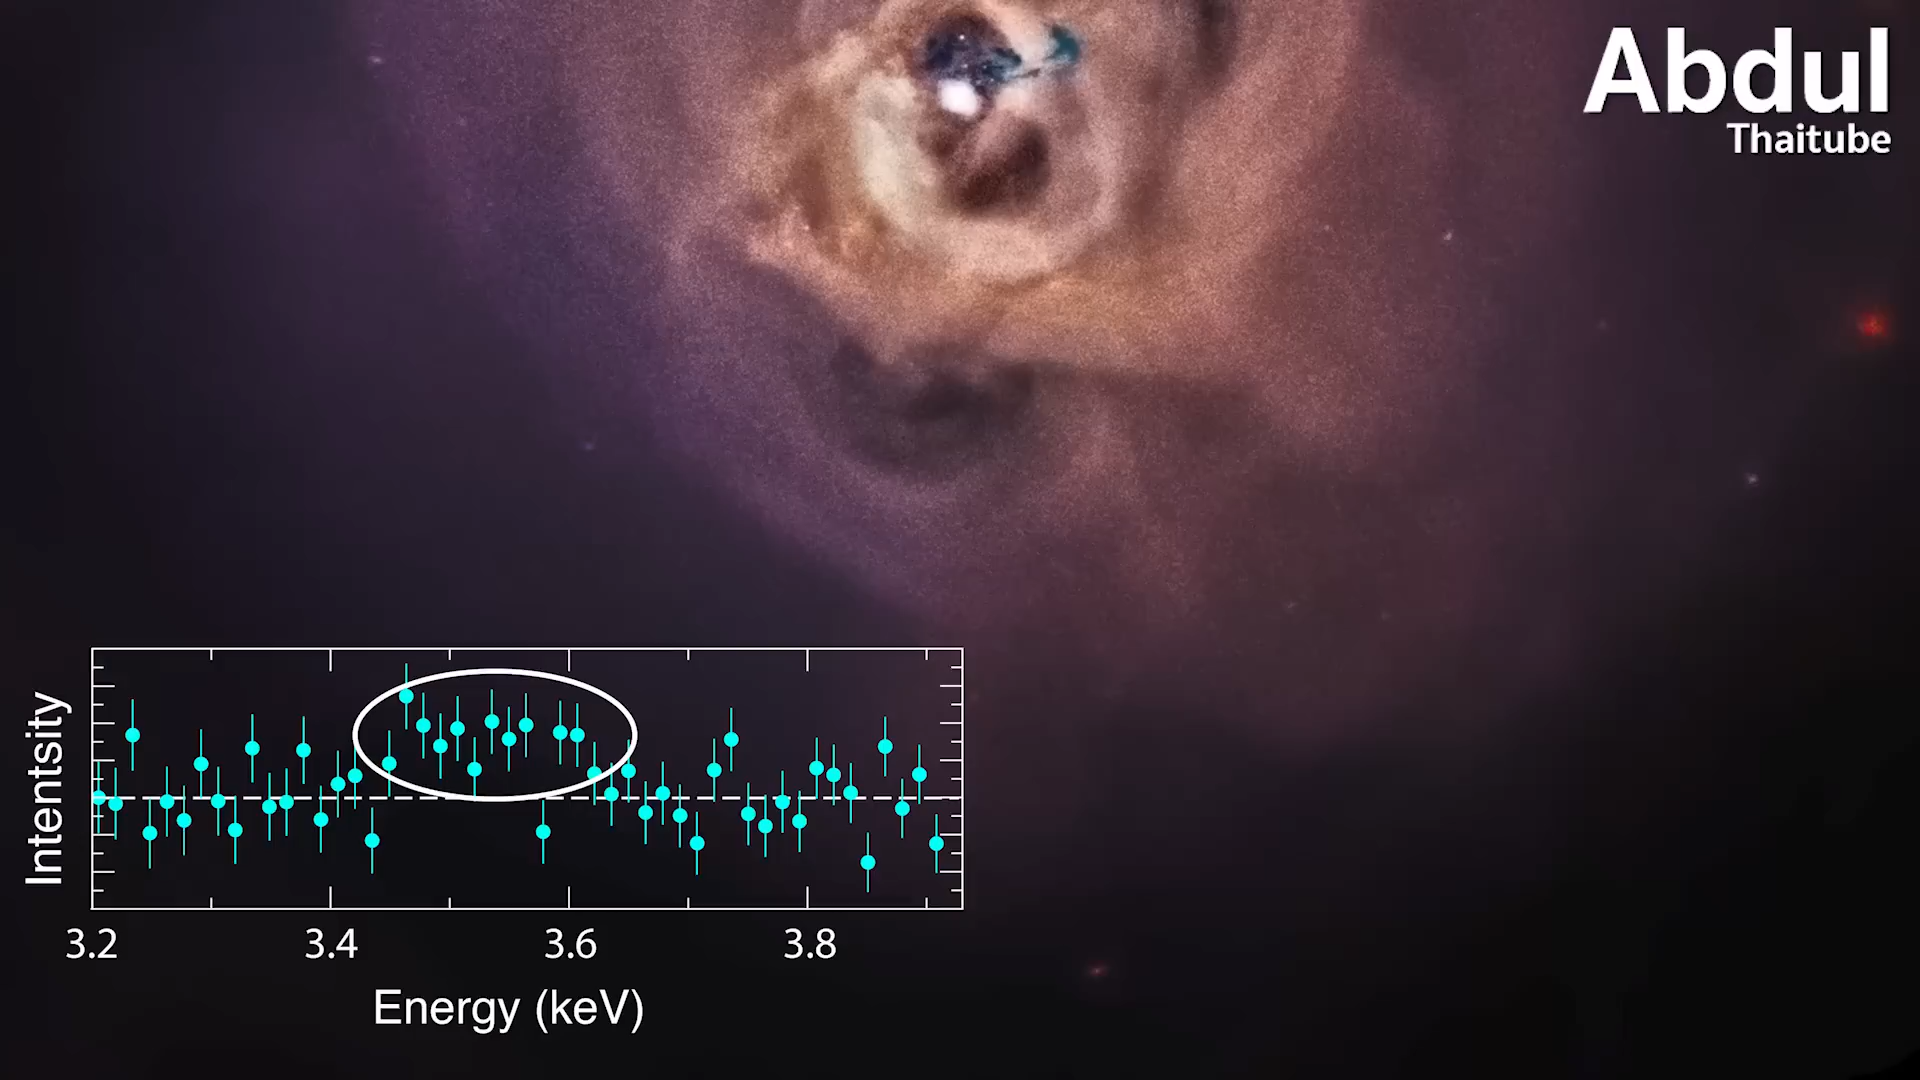 Abdul
Thaitube
Intentsity
3.2
3.4
3.6
3.8
Energy (keV)